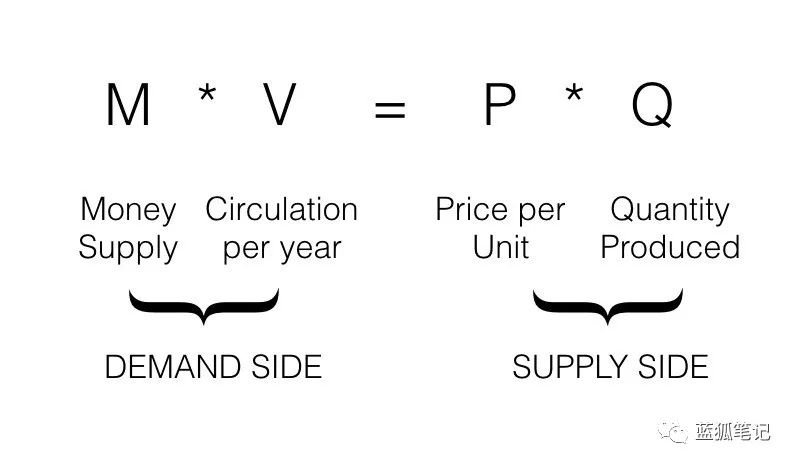 M * V = P * Q
Money Circulation Price per Quantity
Supply per year Unit Produced
DEMAND SIDE SUPPLY SIDE
蓝狐笔记